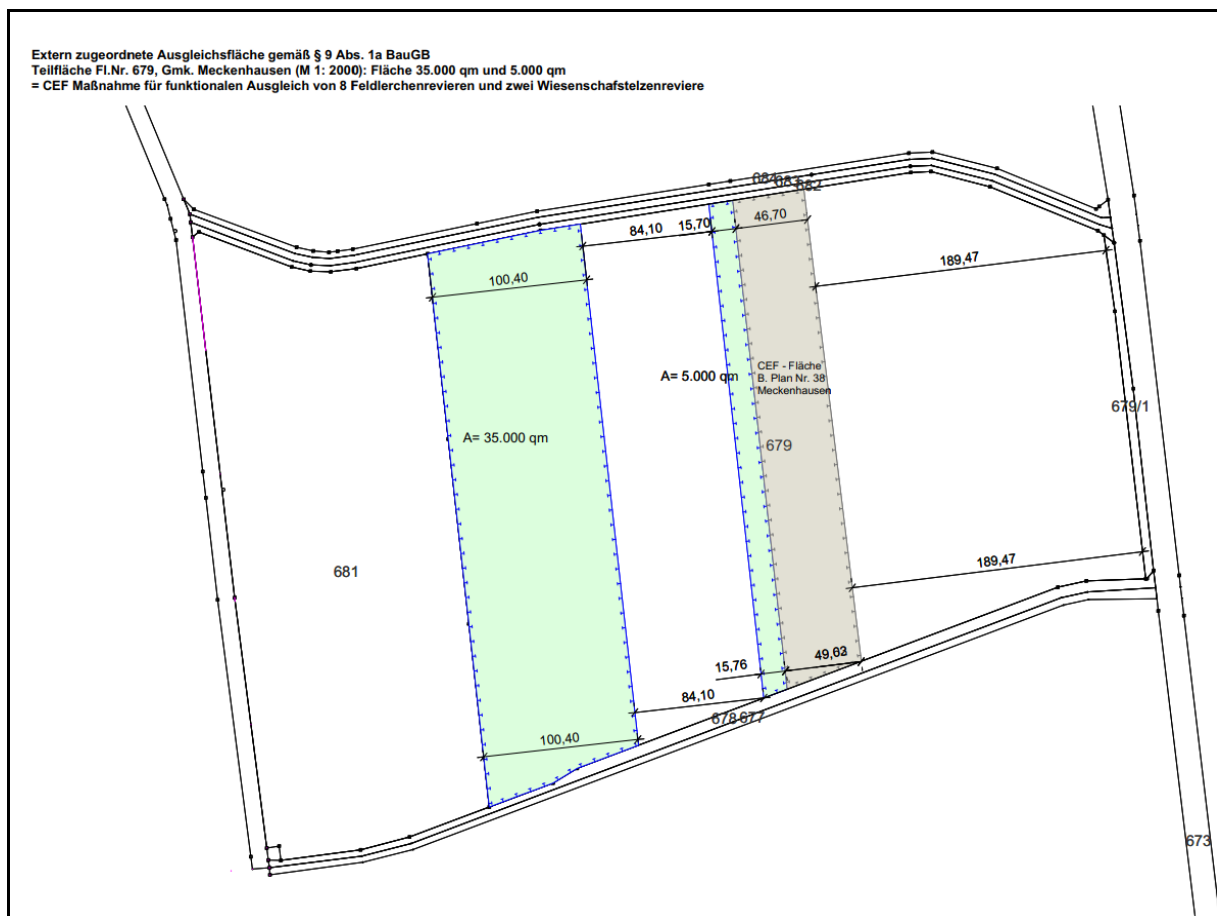 Extern zugeordnete Ausgleichsfläche gemäß § 9 Abs. 1a BauGB
Teilfläche Fl.Nr. 679, Gmk. Meckenhausen (M 1: 2000): Fläche 35.000 qm und 5.000 qm
= CEF Maßnahme für funktionalen Ausgleich von 8 Feldlerchenrevieren und zwei Wiesenschafstelzenreviere
684 683 682
84,10 15,70 46,70
189,47
100,40
CEF - Fläche
A= 5.000 qm
B. Plan Nr. 38
Meckenhausen
679/1
A= 35.000 qm
679
681
189,47
15,76
84,10
678 677
100,40
673